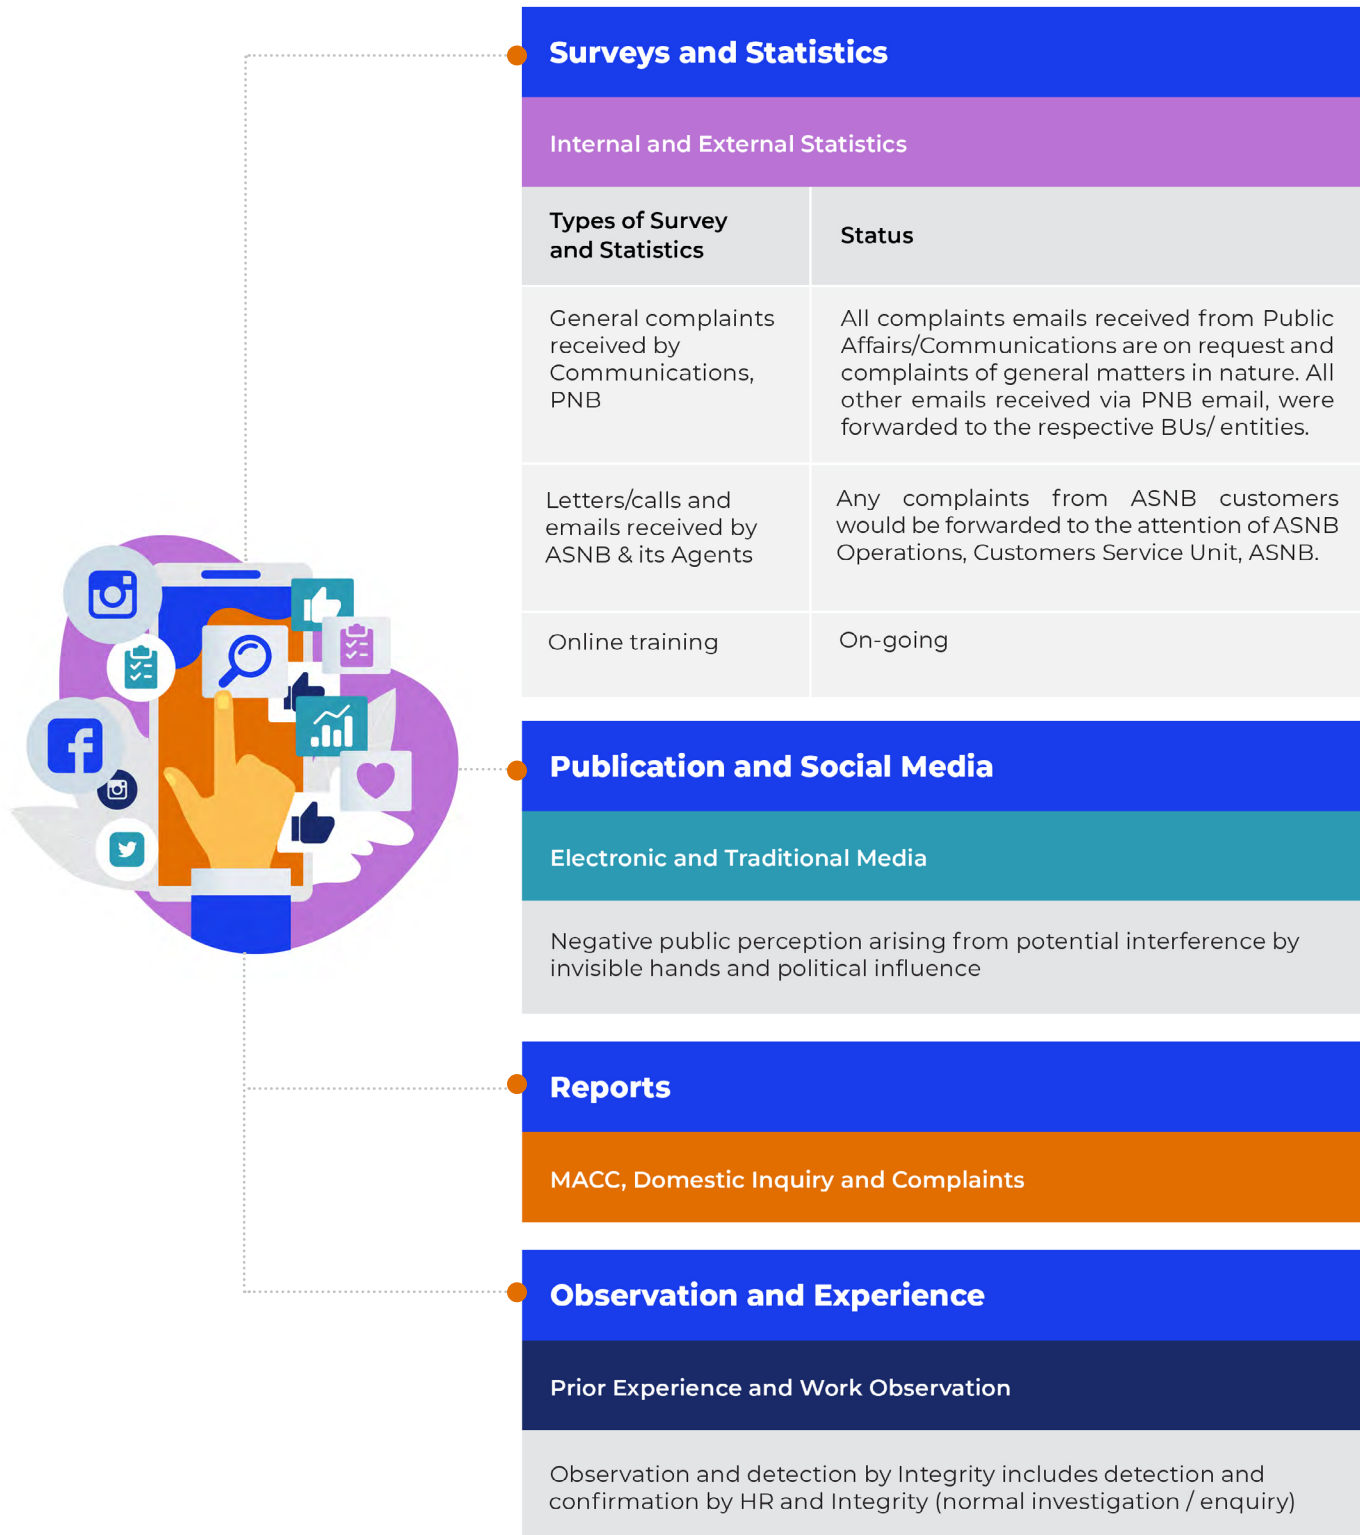 Surveys and Statistics
Internal and External Statistics
Types of Survey
and Statistics
Status
General complaints
received by
Communications,
PNB
All complaints emails received from Public
Affairs/Communications are on request and
complaints of general matters in nature. All
other emails received via PNB email, were
forwarded to the respective BUs/ entities.
Letters/calls and
emails received by
ASNB & its Agents
Any complaints from ASNB customers
would be forwarded to the attention of ASNB
Operations, Customers Service Unit, ASNB.
Online training
On-going
Publication and Social Media
Electronic and Traditional Media
Negative public perception arising from potential interference by
invisible hands and political influence
Reports
MACC, Domestic Inquiry and Complaints
Observation and Experience
Prior Experience and Work Observation
Observation and detection by Integrity includes detection and
confirmation by HR and Integrity (normal investigation / enquiry)